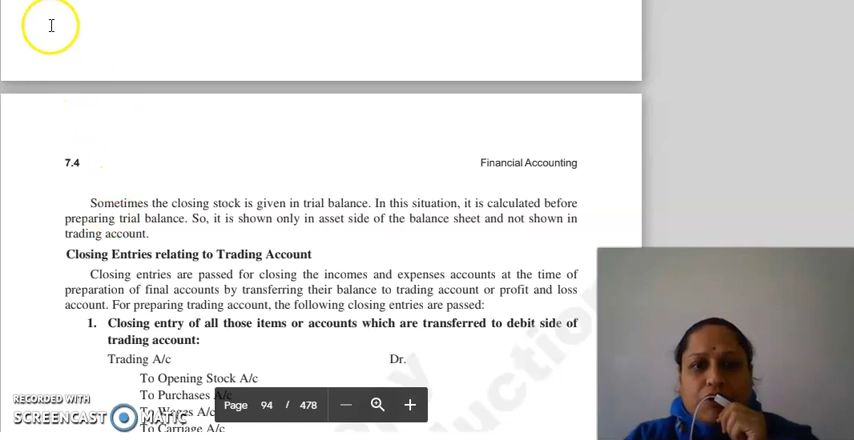 7.4 Financial Accounting
Sometimes the closing stock is given in trial balance. In this situation, it is calculated before
preparing trial balance. So, it is shown only in asset side of the balance sheet and not shown in
trading account.
Closing Entries relating to Trading Account
Closing entries are passed for closing the incomes and expenses accounts at the time of
preparation of final accounts by transferring their balance to trading account or profit and loss
account. For preparing trading account, the following closing entries are passed:
1. Closing entry of all those items or accounts which are transferred to debit side of
trading account:
Trading A/c Dr.
To Opening Stock A/c
To Purchases A/c
To Wages A/c
To Carriage A/c
Page 94 / 478
RECORDED WITH
SCREENCAST MATIC